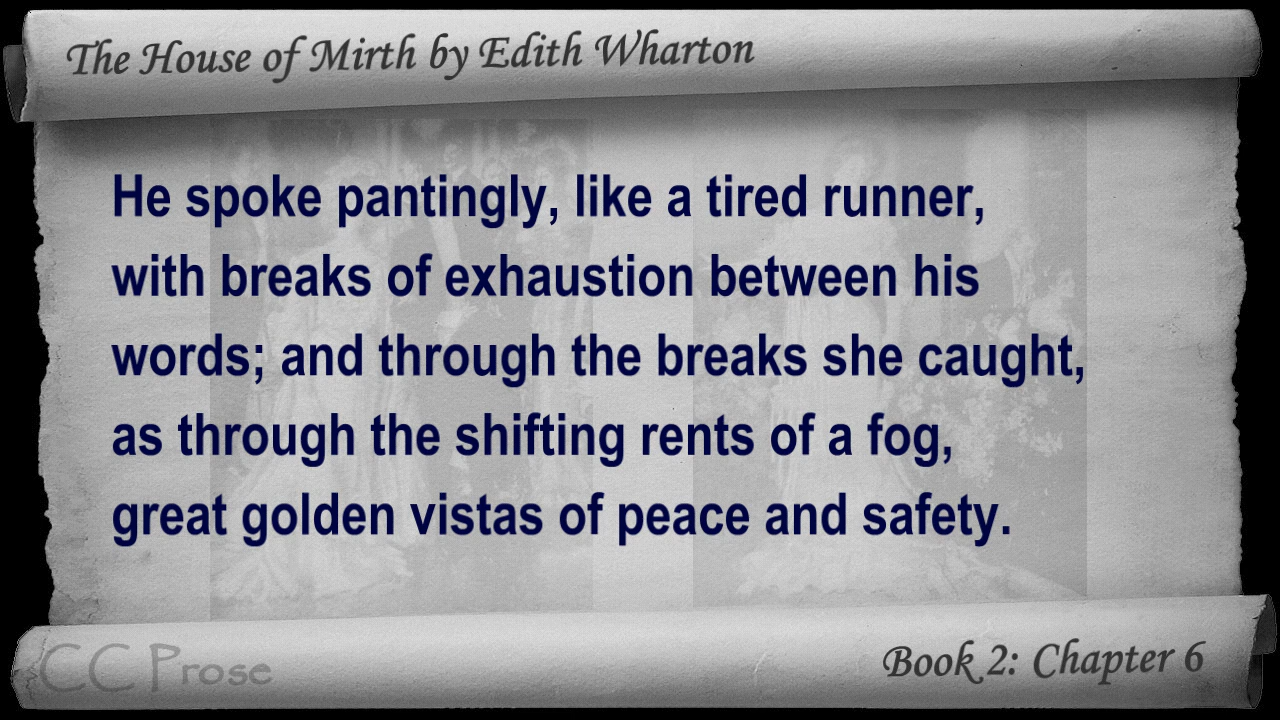 The House of Mirth by Edith Wharton
He spoke pantingly, like a tired runner,
with breaks of exhaustion between his
words; and through the breaks she caught,
as through the shifting rents of a fog,
great golden vistas of peace and safety.
CC Prose
Book 2: Chapter 6